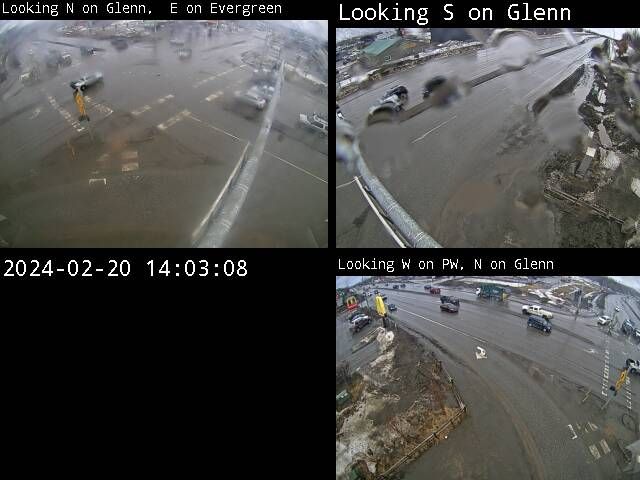 Looking N on Glenn,  E on Evergreen
Looking S on Glenn
2024-02-20 14:03:08
Looking W on PW, N on Glenn